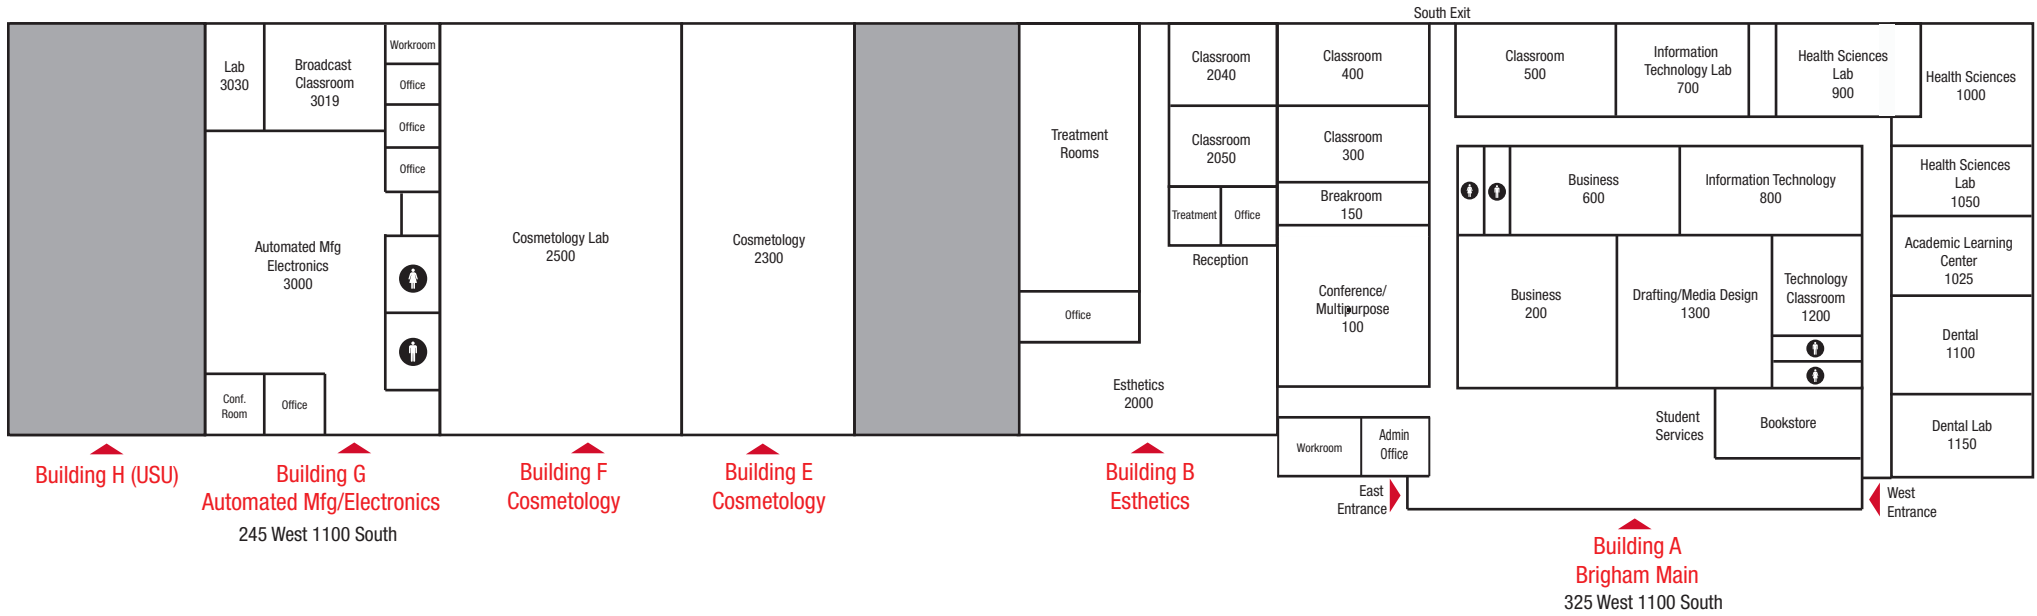 South Exit
Lab
3030
Broadcast
Classroom
3019
Workroom
Office
Office
Office
Automated Mfg
Electronics
3000
Conf.
Room
Office
Cosmetology Lab
2500
Cosmetology
2300
Treatment
Rooms
Office
Esthetics
2000
Classroom
2040
Classroom
2050
Treatment
Office
Reception
Classroom
400
Classroom
300
Breakroom
150
Conference/
Multipurpose
100
Workroom
Admin
Office
Classroom
500
Information
Technology Lab
700
Health Sciences
Lab
900
Health Sciences
1000
Business
600
Information Technology
800
Health Sciences
Lab
1050
Academic Learning
Center
1025
Business
200
Drafting/Media Design
1300
Technology
Classroom
1200
Dental
1100
Student
Services
Bookstore
Dental Lab
1150
East
Entrance
West
Entrance
Building H (USU)
Building G
Automated Mfg/Electronics
245 West 1100 South
Building F
Cosmetology
Building E
Cosmetology
Building B
Esthetics
Building A
Brigham Main
325 West 1100 South